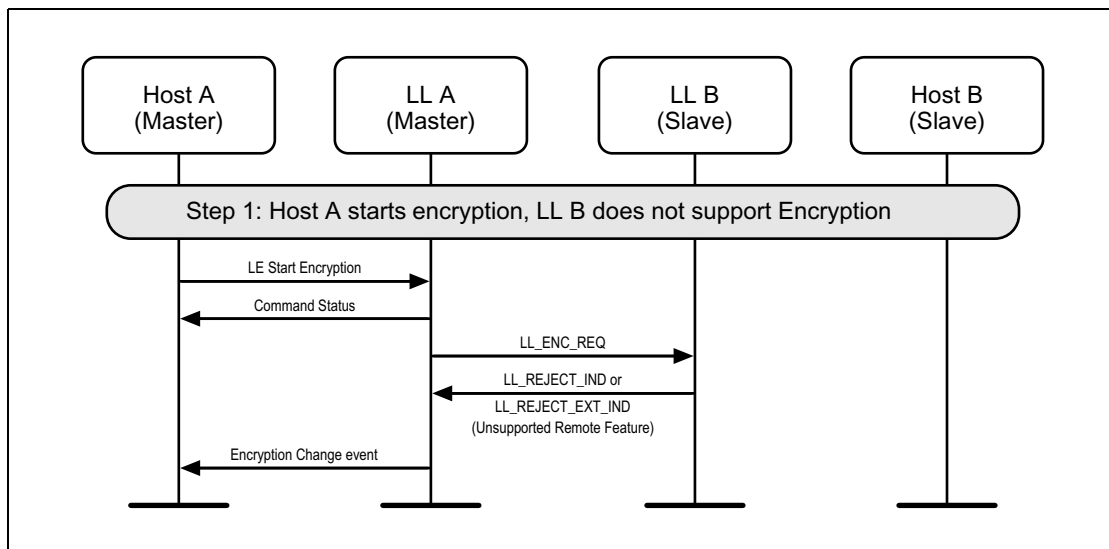 Host A
(Master)
LL A
(Master)
LL B
(Slave)
Host B
(Slave)
Step 1: Host A starts encryption, LL B does not support Encryption
LE Start Encryption
Command Status
LL_ENC_REQ
LL_REJECT_IND or
LL_REJECT_EXT_IND
(Unsupported Remote Feature)
Encryption Change event